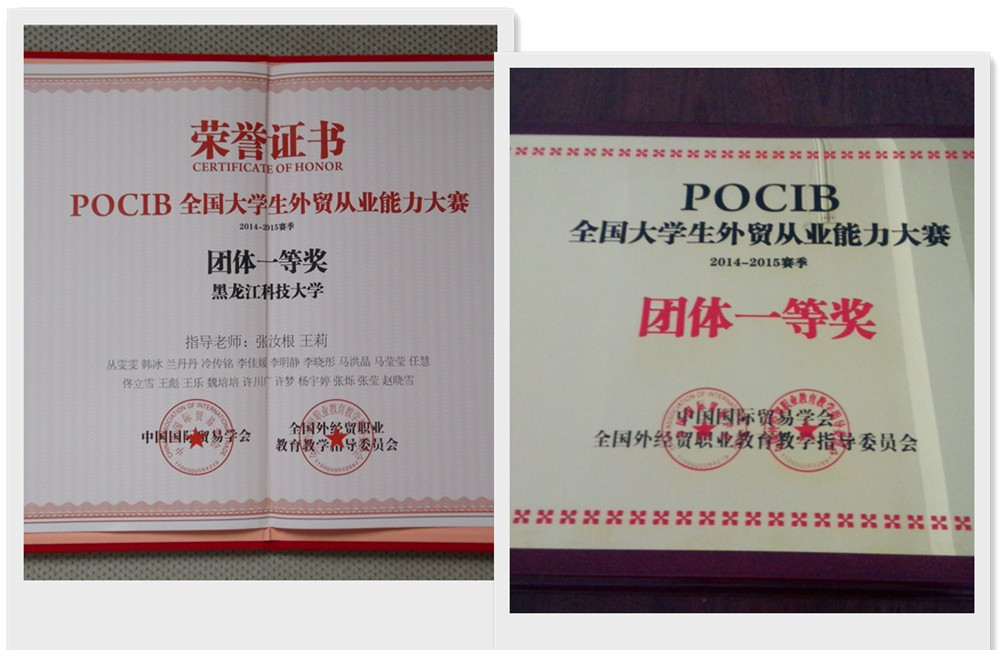 荣誉证书
CERTIFICATE OF HONOR
POCIB 全国大学生外贸从业能力大赛
2014-2015赛季
团体一等奖
黑龙江科技大学
指导老师：张汝根 王莉
丛雯雯 韩冰 兰丹丹 冷传铭 李佳媛 李明静 李晓彤 马洪晶 马莹莹 任慧
佟立雪 王彪 王乐 魏培培 许川广 许梦 杨宇婷 张烁 张莹 赵晓雪
中国国际贸易学会
全国外经贸职业
教育教学指导委员会
POCIB
全国大学生外贸从业能力大赛
2014-2015赛季
团体一等奖
中国国际贸易学会
全国外经贸职业教育教学指导委员会